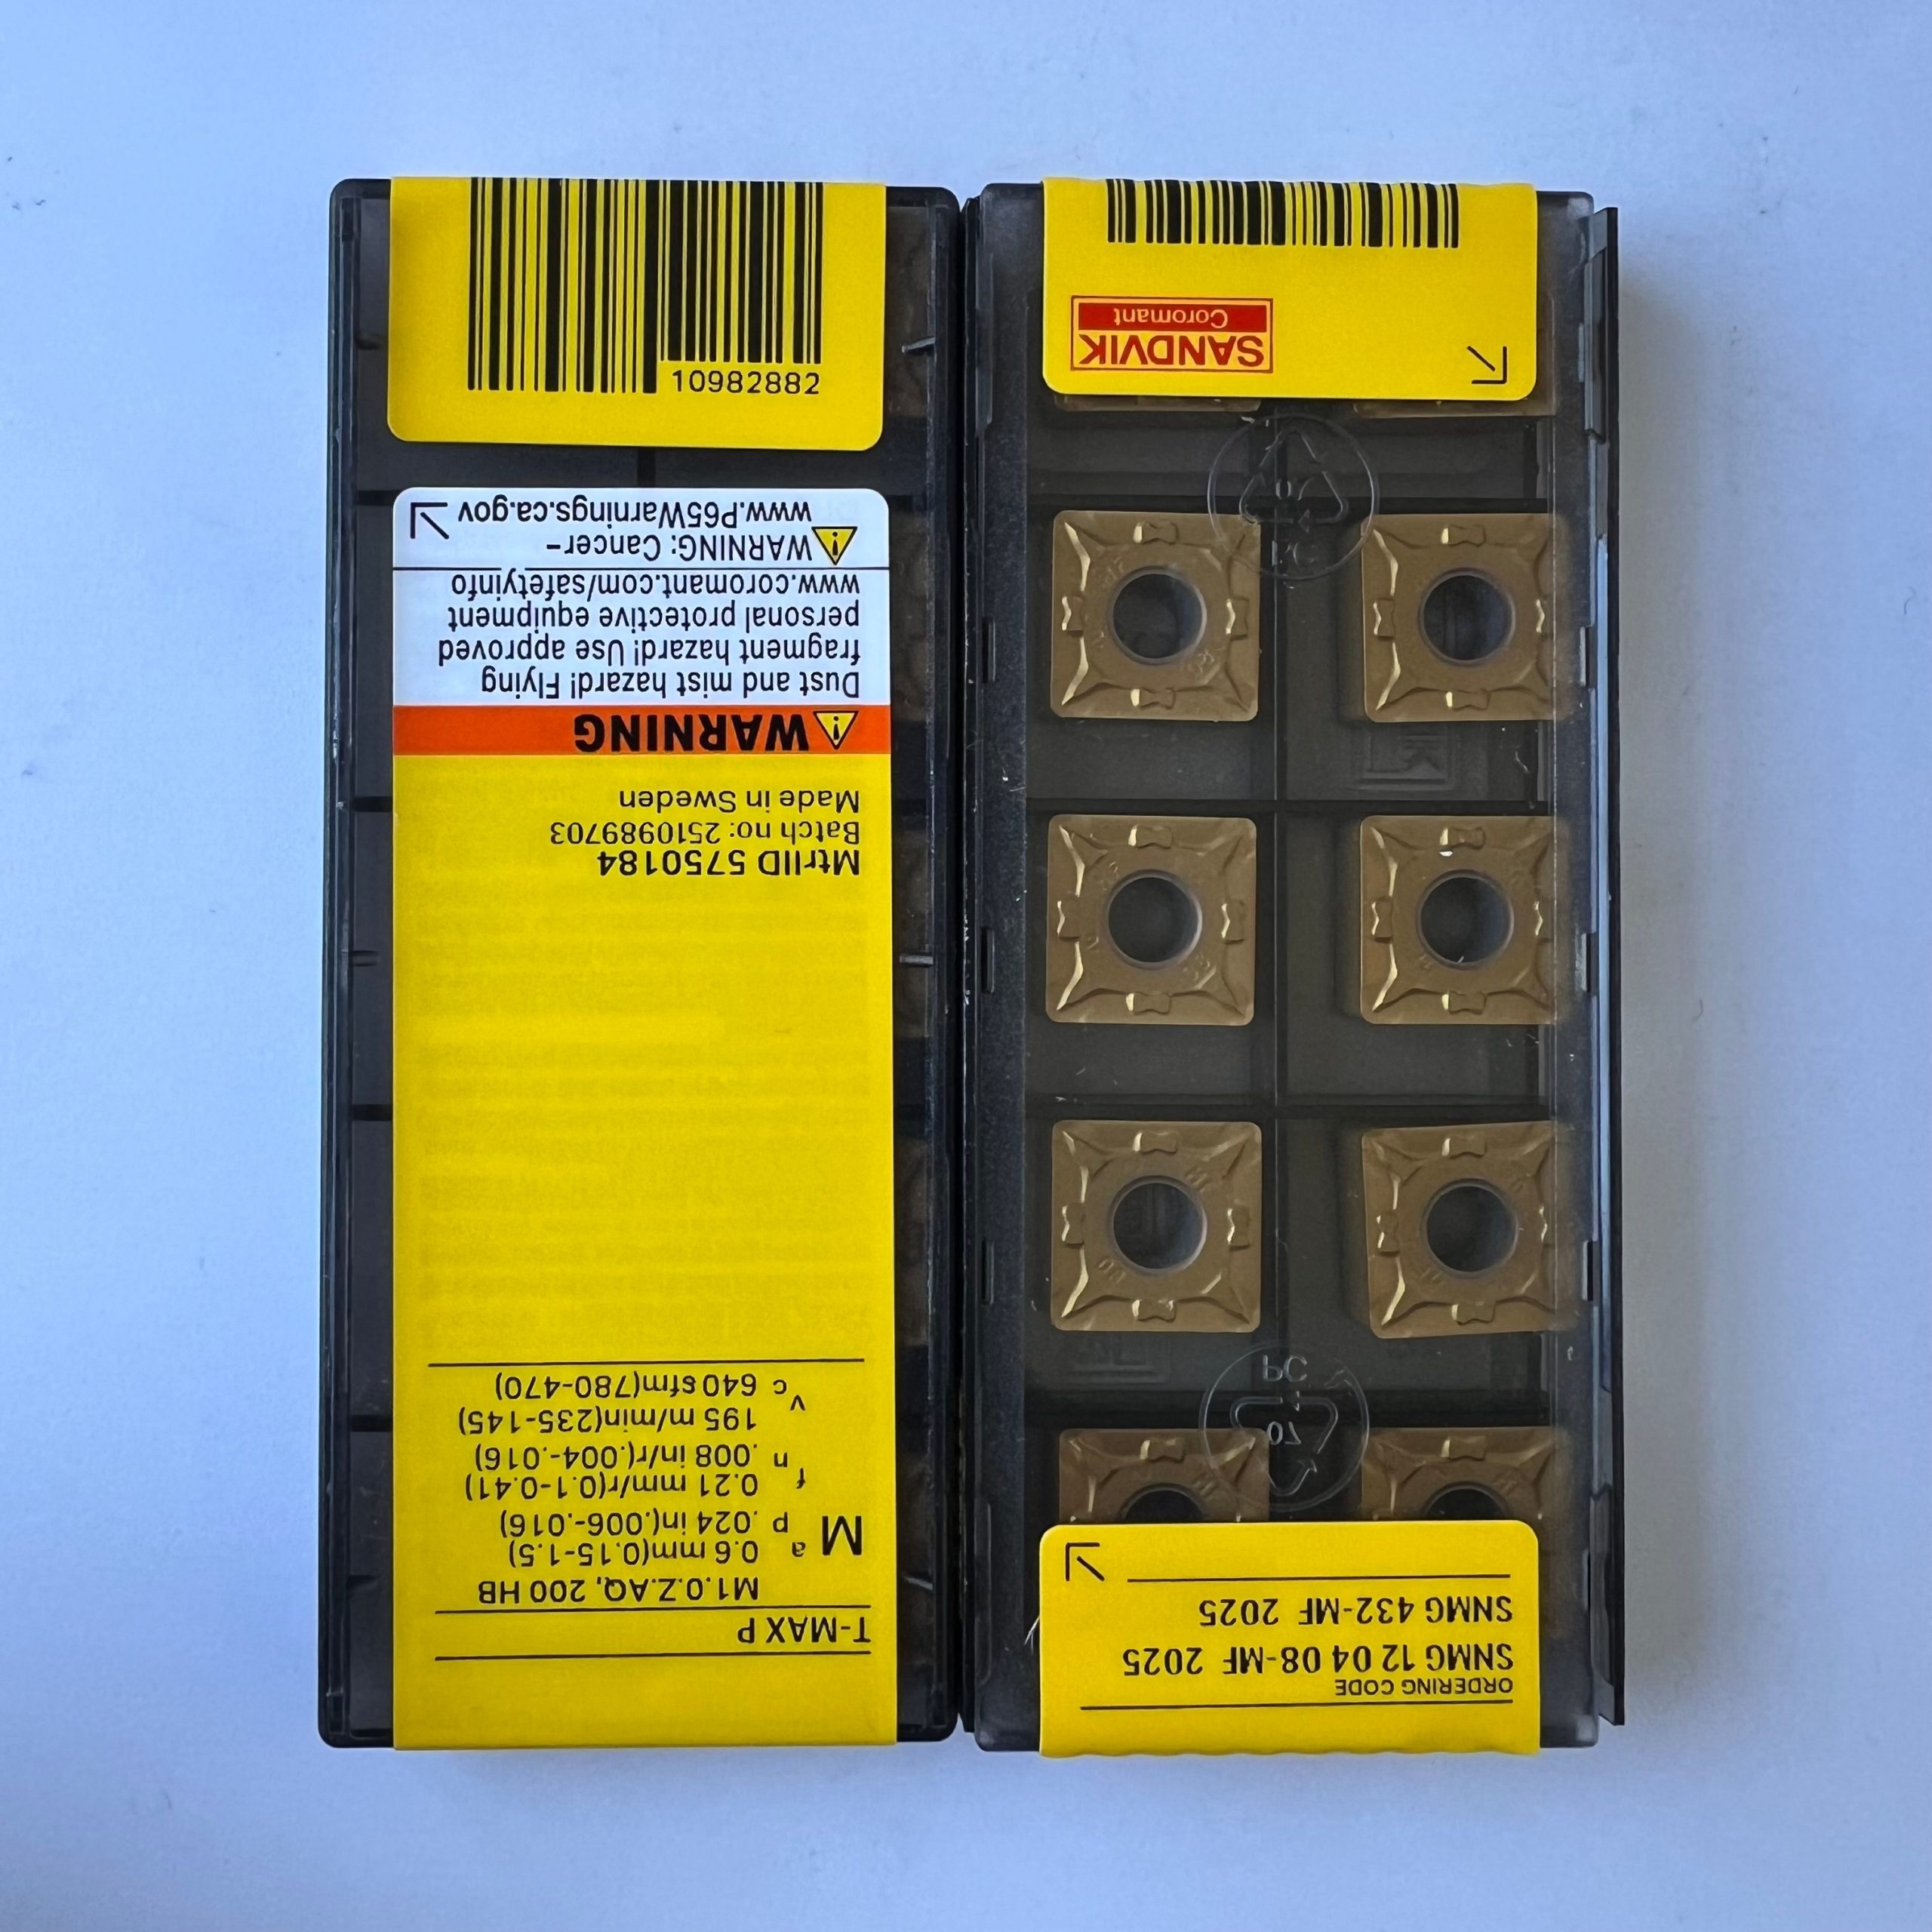 T-MAX P
M1.0.Z.AQ, 200 HB
M
a p 0.6 mm(0.15-1.5)
.024 in(.006-.016)
f n 0.21 mm/r(0.1-0.41)
.008 in/r(.004-.016)
v c 195 m/min(235-145)
640 sfm(780-470)
MtrlID 5750184
Batch no: 2510989703
Made in Sweden
WARNING
Dust and mist hazard! Flying
fragment hazard! Use approved
personal protective equipment
www.coromant.com/safetyinfo
WARNING: Cancer-
www.P65Warnings.ca.gov
10982882
ORDERING CODE
SNMG 12 04 08-MF 2025
SNMG 432-MF 2025
07
PC
07
PC
SANDVIK
Coromant